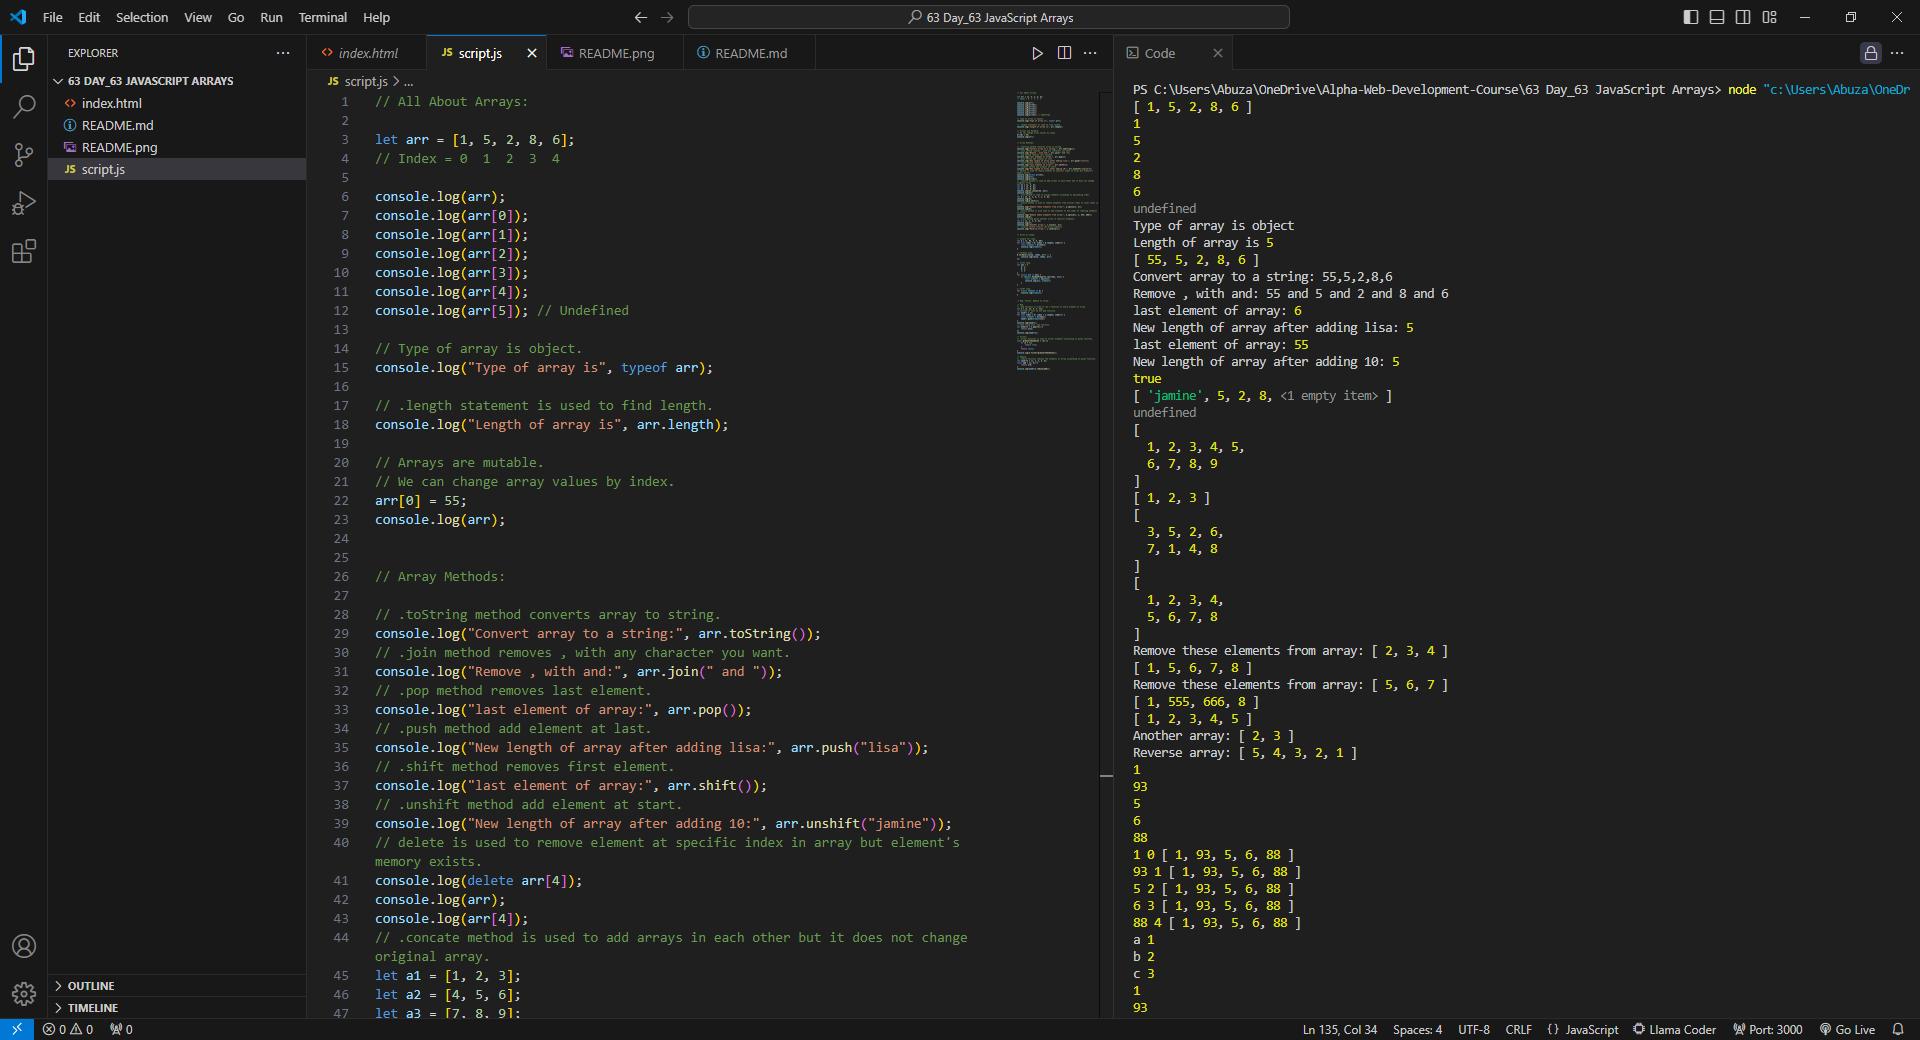 File Edit Selection View Go Run Terminal Help
63 Day_63 JavaScript Arrays
EXPLORER
63 DAY_63 JAVASCRIPT ARRAYS
index.html
README.md
README.png
JS script.js
OUTLINE
TIMELINE
index.html
JS script.js
README.png
README.md
JS script.js > ...
1 // All About Arrays:
2
3 let arr = [1, 5, 2, 8, 6];
4 // Index = 0  1  2  3  4
5
6 console.log(arr);
7 console.log(arr[0]);
8 console.log(arr[1]);
9 console.log(arr[2]);
10 console.log(arr[3]);
11 console.log(arr[4]);
12 console.log(arr[5]); // Undefined
13
14 // Type of array is object.
15 console.log("Type of array is", typeof arr);
16
17 // .length statement is used to find length.
18 console.log("Length of array is", arr.length);
19
20 // Arrays are mutable.
21 // We can change array values by index.
22 arr[0] = 55;
23 console.log(arr);
24
25
26 // Array Methods:
27
28 // .toString method converts array to string.
29 console.log("Convert array to a string:", arr.toString());
30 // .join method removes , with any character you want.
31 console.log("Remove , with and:", arr.join(" and "));
32 // .pop method removes last element.
33 console.log("last element of array:", arr.pop());
34 // .push method add element at last.
35 console.log("New length of array after adding lisa:", arr.push("lisa"));
36 // .shift method removes first element.
37 console.log("last element of array:", arr.shift());
38 // .unshift method add element at start.
39 console.log("New length of array after adding 10:", arr.unshift("jamine"));
40 // delete is used to remove element at specific index in array but element's
memory exists.
41 console.log(delete arr[4]);
42 console.log(arr);
43 console.log(arr[4]);
44 // .concate method is used to add arrays in each other but it does not change
original array.
45 let a1 = [1, 2, 3];
46 let a2 = [4, 5, 6];
47 let a3 = [7, 8, 9];
Code
PS C:\Users\Abuza\OneDrive\Alpha-Web-Development-Course\63 Day_63 JavaScript Arrays> node "c:\Users\Abuza\OneDr
[ 1, 5, 2, 8, 6 ]
1
5
2
8
6
undefined
Type of array is object
Length of array is 5
[ 55, 5, 2, 8, 6 ]
Convert array to a string: 55,5,2,8,6
Remove , with and: 55 and 5 and 2 and 8 and 6
last element of array: 6
New length of array after adding lisa: 5
last element of array: 55
New length of array after adding 10: 5
true
[ 'jamine', 5, 2, 8, <1 empty item> ]
undefined
[
1, 2, 3, 4, 5,
6, 7, 8, 9
]
[ 1, 2, 3 ]
[
3, 5, 2, 6,
7, 1, 4, 8
]
[
1, 2, 3, 4,
5, 6, 7, 8
]
Remove these elements from array: [ 2, 3, 4 ]
[ 1, 5, 6, 7, 8 ]
Remove these elements from array: [ 5, 6, 7 ]
[ 1, 555, 666, 8 ]
[ 1, 2, 3, 4, 5 ]
Another array: [ 2, 3 ]
Reverse array: [ 5, 4, 3, 2, 1 ]
1
93
5
6
88
1 0 [ 1, 93, 5, 6, 88 ]
93 1 [ 1, 93, 5, 6, 88 ]
5 2 [ 1, 93, 5, 6, 88 ]
6 3 [ 1, 93, 5, 6, 88 ]
88 4 [ 1, 93, 5, 6, 88 ]
a 1
b 2
c 3
1
93
0 0 0
Ln 135, Col 34 Spaces: 4 UTF-8 CRLF {} JavaScript Llama Coder Port: 3000 Go Live